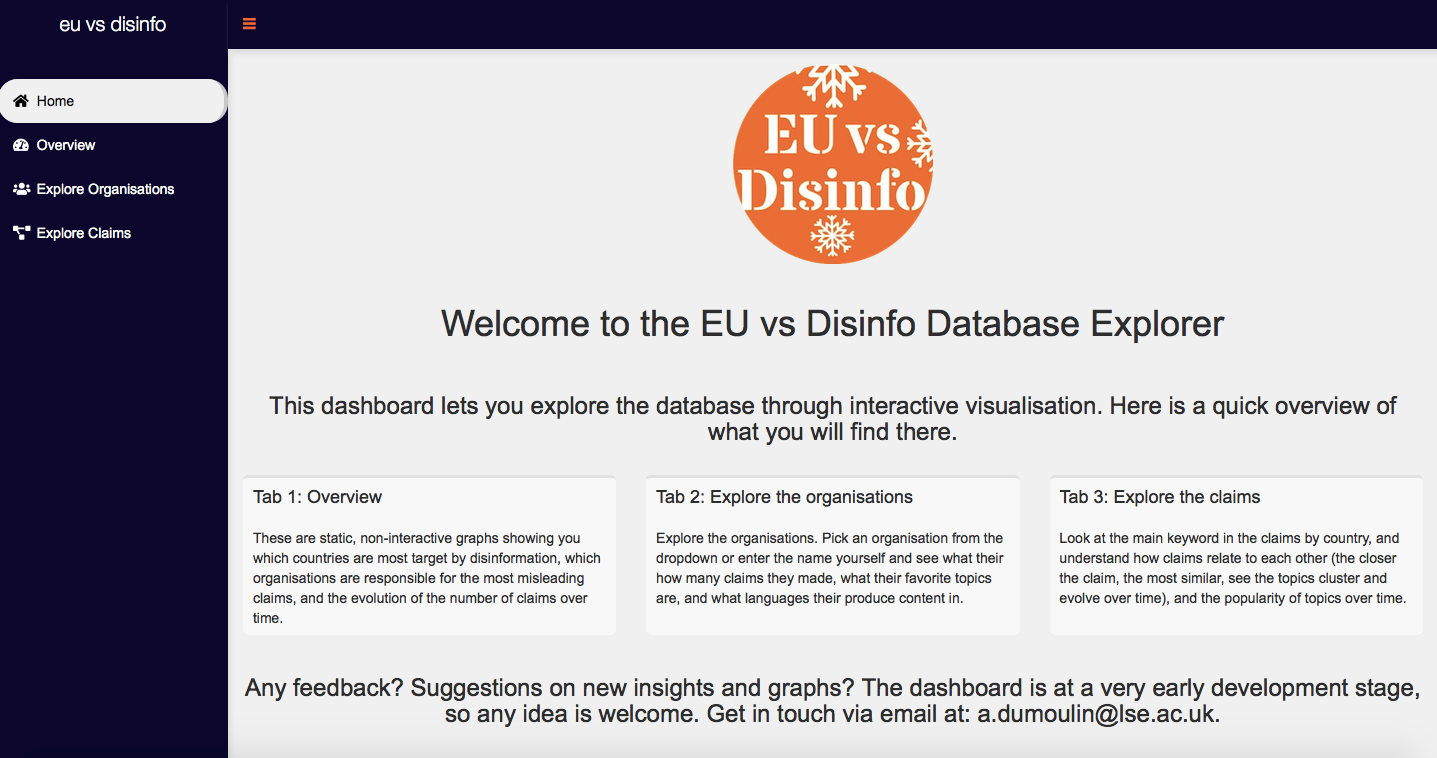 eu vs disinfo
Home
Overview
Explore Organisations
Explore Claims
EU vs
Disinfo
Welcome to the EU vs Disinfo Database Explorer
This dashboard lets you explore the database through interactive visualisation. Here is a quick overview of
what you will find there.
Tab 1: Overview
These are static, non-interactive graphs showing you
which countries are most target by disinformation, which
organisations are responsible for the most misleading
claims, and the evolution of the number of claims over
time.
Tab 2: Explore the organisations
Explore the organisations. Pick an organisation from the
dropdown or enter the name yourself and see what their
how many claims they made, what their favorite topics
are, and what languages their produce content in.
Tab 3: Explore the claims
Look at the main keyword in the claims by country, and
understand how claims relate to each other (the closer
the claim, the most similar, see the topics cluster and
evolve over time), and the popularity of topics over time.
Any feedback? Suggestions on new insights and graphs? The dashboard is at a very early development stage,
so any idea is welcome. Get in touch via email at: a.dumoulin@lse.ac.uk.